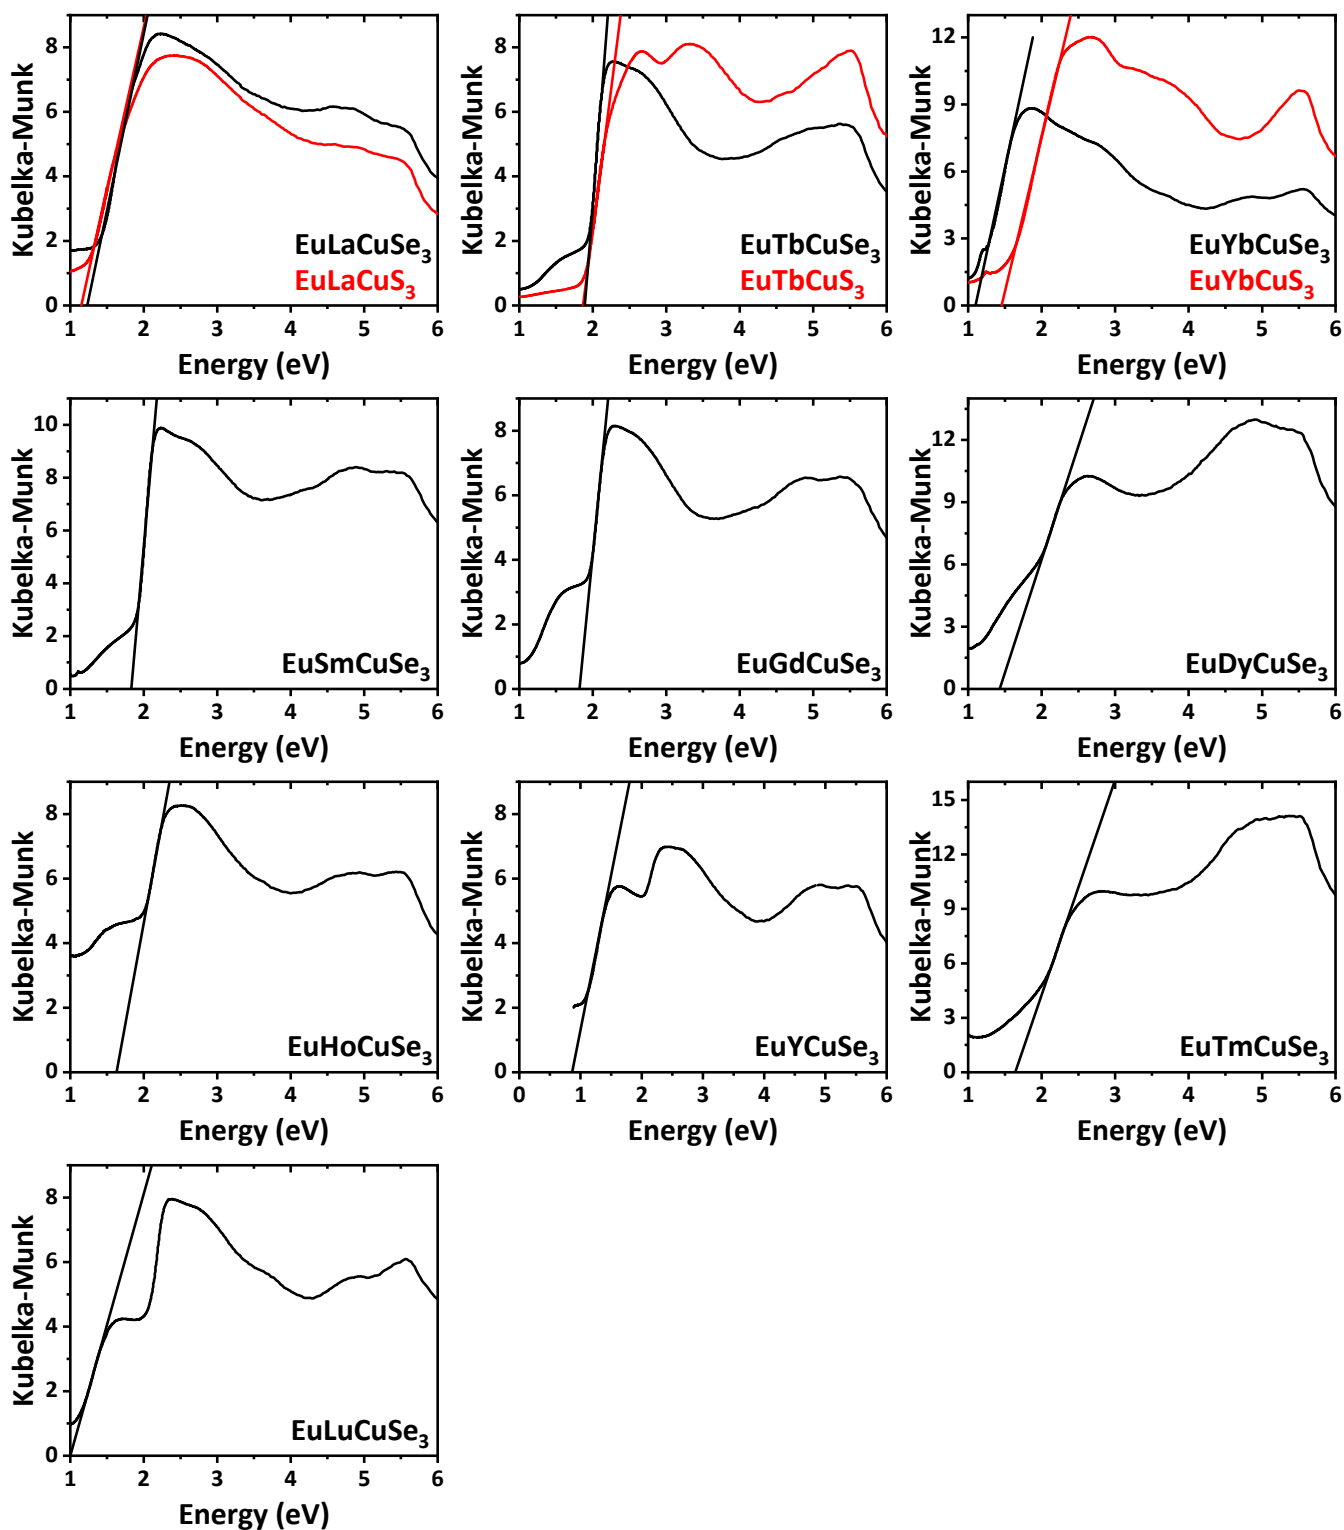 Kubelka-Munk
8
6
4
2
0
EuLaCuSe₃
EuLaCuS₃
1 2 3 4 5 6
Energy (eV)
Kubelka-Munk
8
6
4
2
0
EuTbCuSe₃
EuTbCuS₃
1 2 3 4 5 6
Energy (eV)
Kubelka-Munk
12
9
6
3
0
EuYbCuSe₃
EuYbCuS₃
1 2 3 4 5 6
Energy (eV)
Kubelka-Munk
10
8
6
4
2
0
EuSmCuSe₃
1 2 3 4 5 6
Energy (eV)
Kubelka-Munk
8
6
4
2
0
EuGdCuSe₃
1 2 3 4 5 6
Energy (eV)
Kubelka-Munk
12
9
6
3
0
EuDyCuSe₃
1 2 3 4 5 6
Energy (eV)
Kubelka-Munk
8
6
4
2
0
EuHoCuSe₃
1 2 3 4 5 6
Energy (eV)
Kubelka-Munk
8
6
4
2
0
EuYCuSe₃
0 1 2 3 4 5 6
Energy (eV)
Kubelka-Munk
15
12
9
6
3
0
EuTmCuSe₃
1 2 3 4 5 6
Energy (eV)
Kubelka-Munk
8
6
4
2
0
EuLuCuSe₃
1 2 3 4 5 6
Energy (eV)